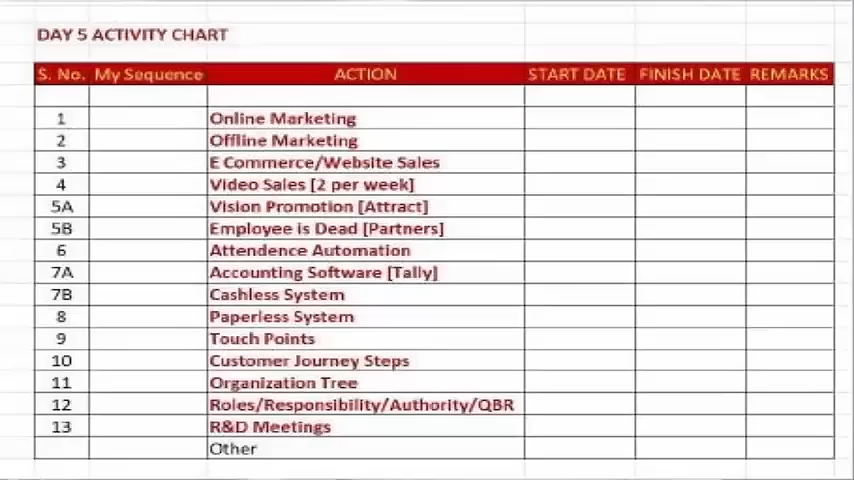 DAY 5 ACTIVITY CHART
S. No. My Sequence ACTION START DATE FINISH DATE REMARKS
1 Online Marketing
2 Offline Marketing
3 E Commerce/Website Sales
4 Video Sales [2 per week]
5A Vision Promotion [Attract]
5B Employee is Dead [Partners]
6 Attendence Automation
7A Accounting Software [Tally]
7B Cashless System
8 Paperless System
9 Touch Points
10 Customer Journey Steps
11 Organization Tree
12 Roles/Responsibility/Authority/QBR
13 R&D Meetings
Other